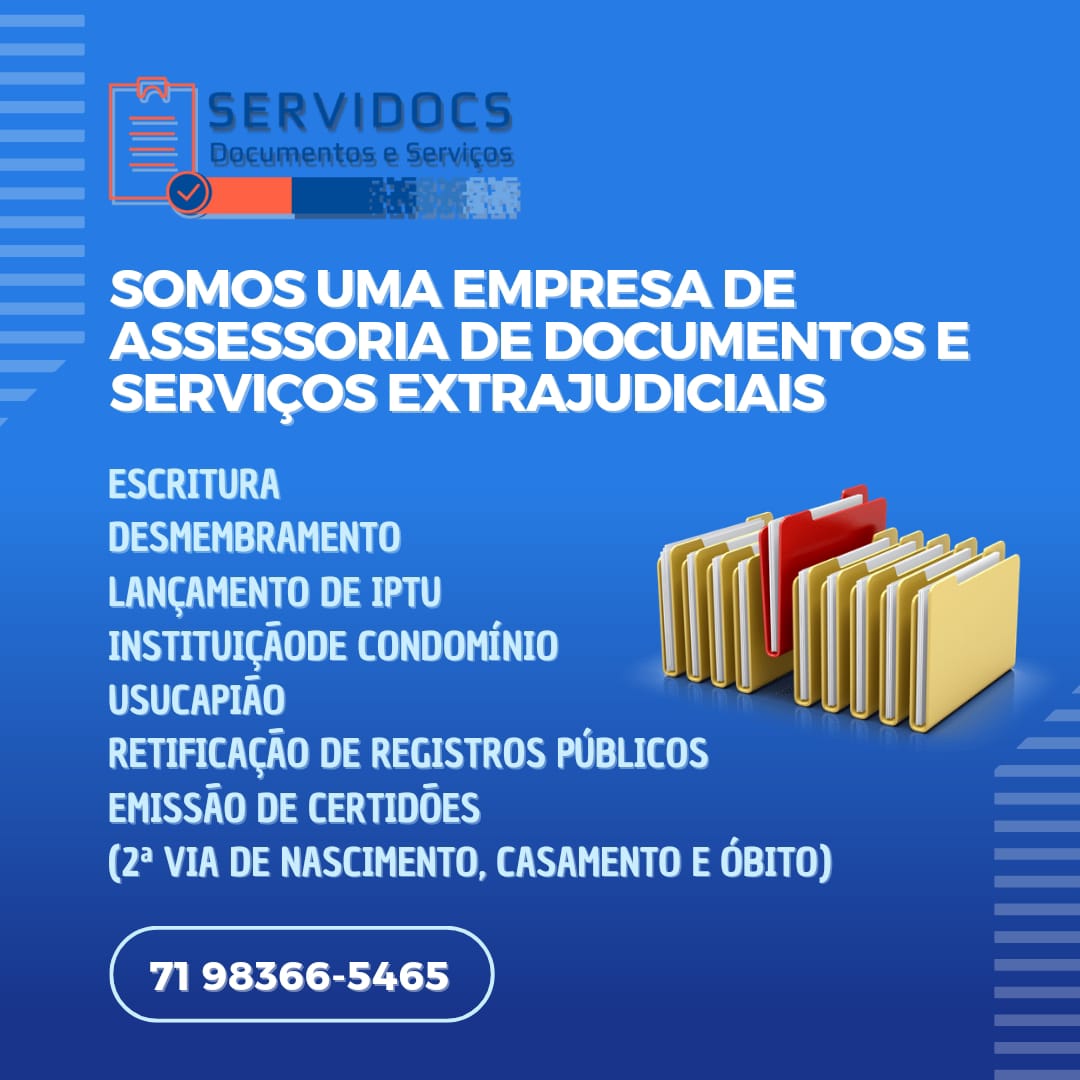 SERVIDOCS
Documentos e Serviços
SOMOS UMA EMPRESA DE
ASSESSORIA DE DOCUMENTOS E
SERVIÇOS EXTRAJUDICIAIS
ESCRITURA
DESMEMBRAMENTO
LANÇAMENTO DE IPTU
INSTITUIÇÃODE CONDOMÍNIO
USUCAPIÃO
RETIFICAÇÃO DE REGISTROS PÚBLICOS
EMISSÃO DE CERTIDÕES
(2ª VIA DE NASCIMENTO, CASAMENTO E ÓBITO)
71 98366-5465